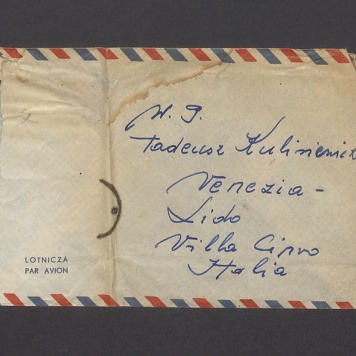 W. P.
Tadeusz Kulisiewicz
Venezia -
Lido
Villa Cipro
Italia
LOTNICZA
PAR AVION